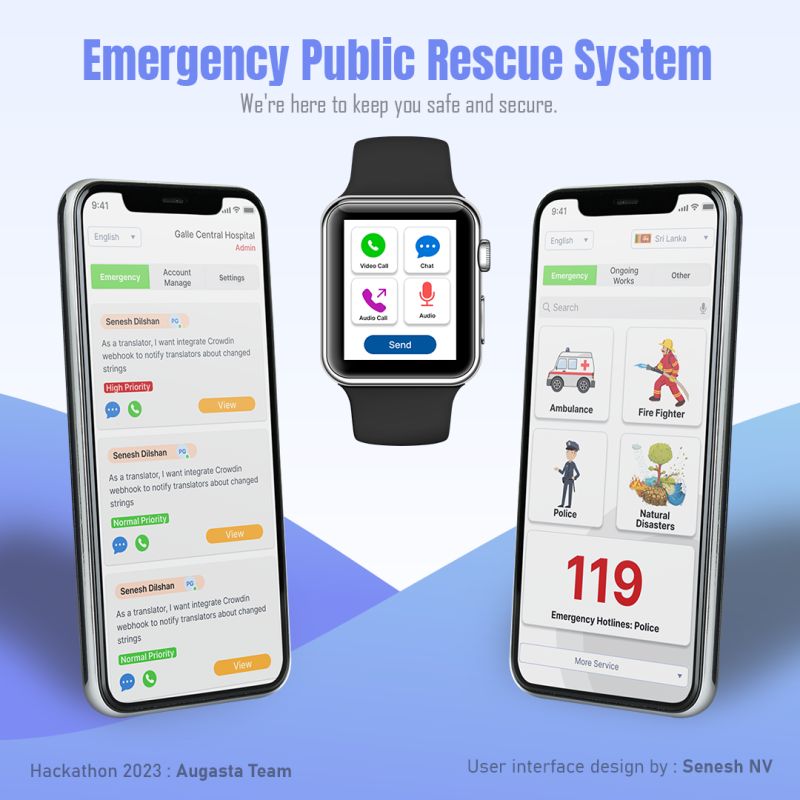 Emergency Public Rescue System
We're here to keep you safe and secure.
9:41
English
Galle Central Hospital
Admin
Emergency
Account
Manage
Settings
Senesh Dilshan PG
As a translator, I want integrate Crowdin
webhook to notify translators about changed
strings
High Priority
View
Senesh Dilshan PG
As a translator, I want integrate Crowdin
webhook to notify translators about changed
strings
Normal Priority
View
Senesh Dilshan PG
As a translator, I want integrate Crowdin
webhook to notify translators about changed
strings
Normal Priority
View
Video Call
Chat
Audio Call
Audio
Send
9:41
English
Sri Lanka
Emergency
Ongoing
Works
Other
Search
Ambulance
Fire Fighter
Police
Natural
Disasters
119
Emergency Hotlines: Police
More Service
Hackathon 2023 : Augasta Team
User interface design by : Senesh NV